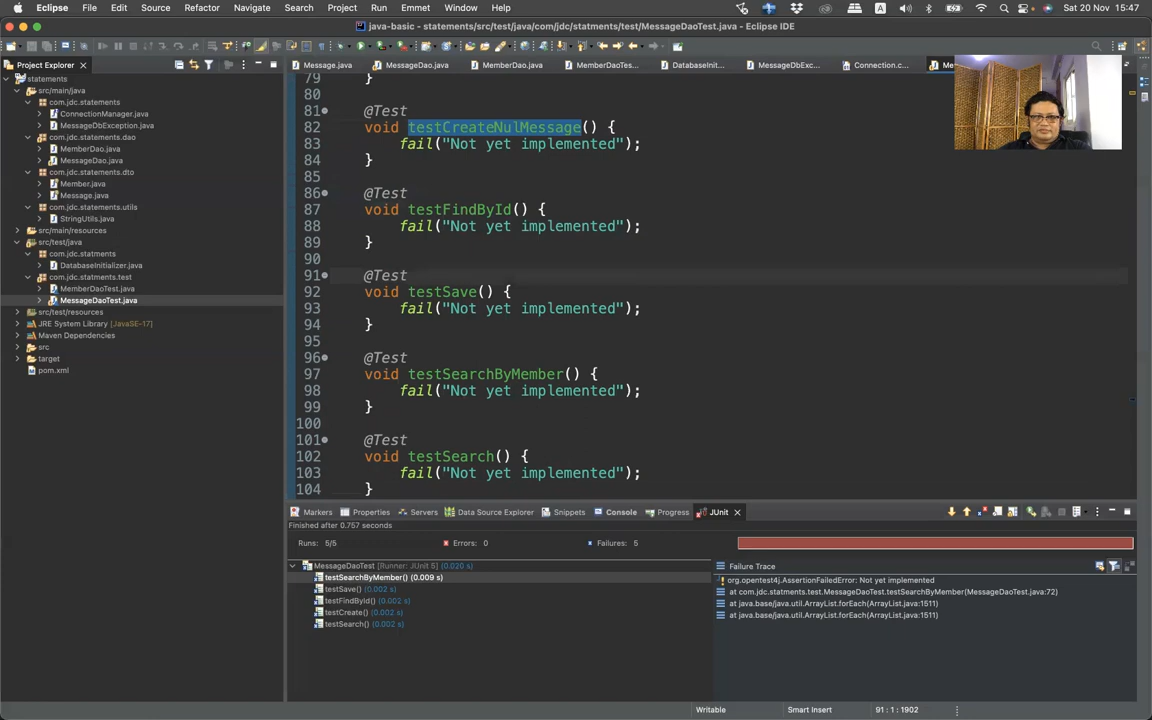 Eclipse File Edit Source Refactor Navigate Search Project Run Emmet Window Help A Sat 20 Nov 15:47
java-basic - statements/src/test/java/com/jdc/statments/test/MessageDaoTest.java - Eclipse IDE
Project Explorer
Message.java MessageDao.java MemberDao.java MemberDaoTes... DatabaseInit... MessageDbExc... Connection.c...
statements
src/main/java
com.jdc.statements
ConnectionManager.java
MessageDbException.java
com.jdc.statements.dao
MemberDao.java
MessageDao.java
com.jdc.statements.dto
Member.java
Message.java
com.jdc.statements.utils
StringUtils.java
src/main/resources
src/test/java
com.jdc.statments
DatabaseInitializer.java
com.jdc.statments.test
MemberDaoTest.java
MessageDaoTest.java
src/test/resources
JRE System Library [JavaSE-17]
Maven Dependencies
src
target
pom.xml
79 }
80
81 @Test
82 void testCreateNulMessage() {
83 fail("Not yet implemented");
84 }
85
86 @Test
87 void testFindById() {
88 fail("Not yet implemented");
89 }
90
91 @Test
92 void testSave() {
93 fail("Not yet implemented");
94 }
95
96 @Test
97 void testSearchByMember() {
98 fail("Not yet implemented");
99 }
100
101 @Test
102 void testSearch() {
103 fail("Not yet implemented");
104 }
Markers Properties Servers Data Source Explorer Snippets Console Progress JUnit
Finished after 0.757 seconds
Runs: 5/5 Errors: 0 Failures: 5
MessageDaoTest [Runner: JUnit 5] (0.020 s)
testSearchByMember() (0.009 s)
testSave() (0.002 s)
testFindById() (0.002 s)
testCreate() (0.002 s)
testSearch() (0.002 s)
Failure Trace
org.opentest4j.AssertionFailedError: Not yet implemented
at com.jdc.statments.test.MessageDaoTest.testSearchByMember(MessageDaoTest.java:72)
at java.base/java.util.ArrayList.forEach(ArrayList.java:1511)
at java.base/java.util.ArrayList.forEach(ArrayList.java:1511)
Writable Smart Insert 91 : 1 : 1902